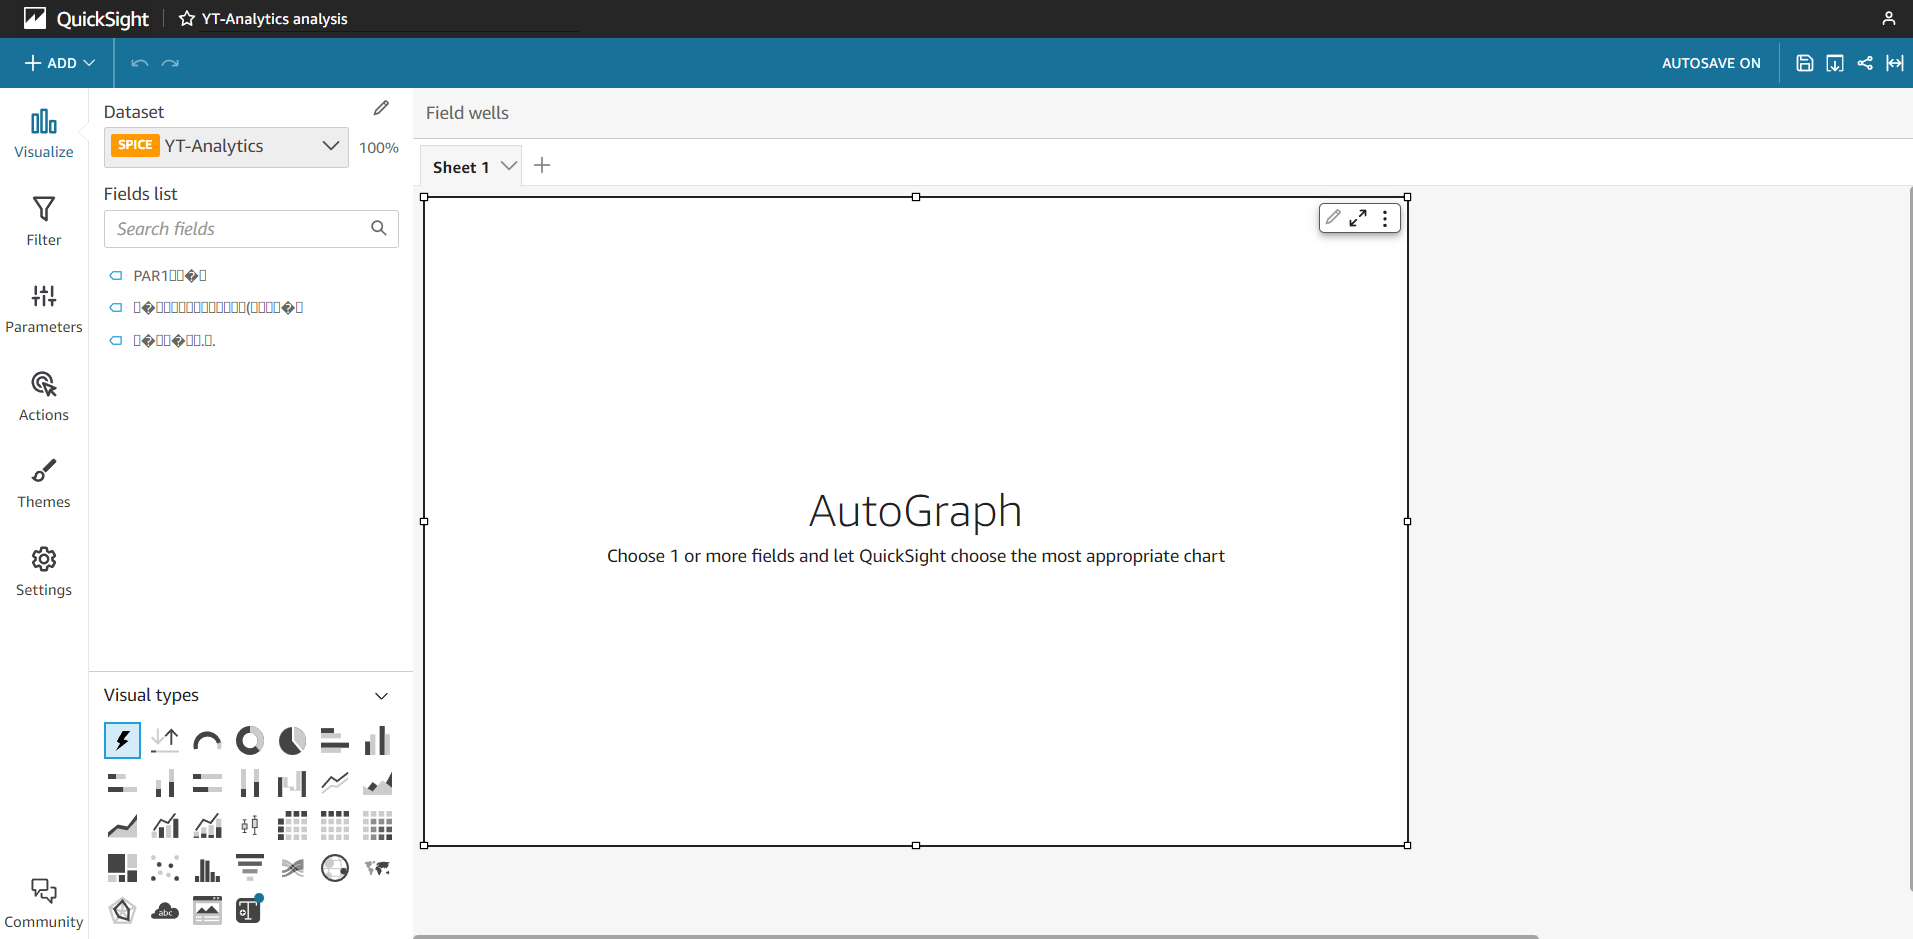 QuickSight
YT-Analytics analysis
ADD
AUTOSAVE ON
Visualize
Filter
Parameters
Actions
Themes
Settings
Community
Dataset
SPICE YT-Analytics
100%
Fields list
Search fields
PAR1
Visual types
abc
Field wells
Sheet 1
AutoGraph
Choose 1 or more fields and let QuickSight choose the most appropriate chart